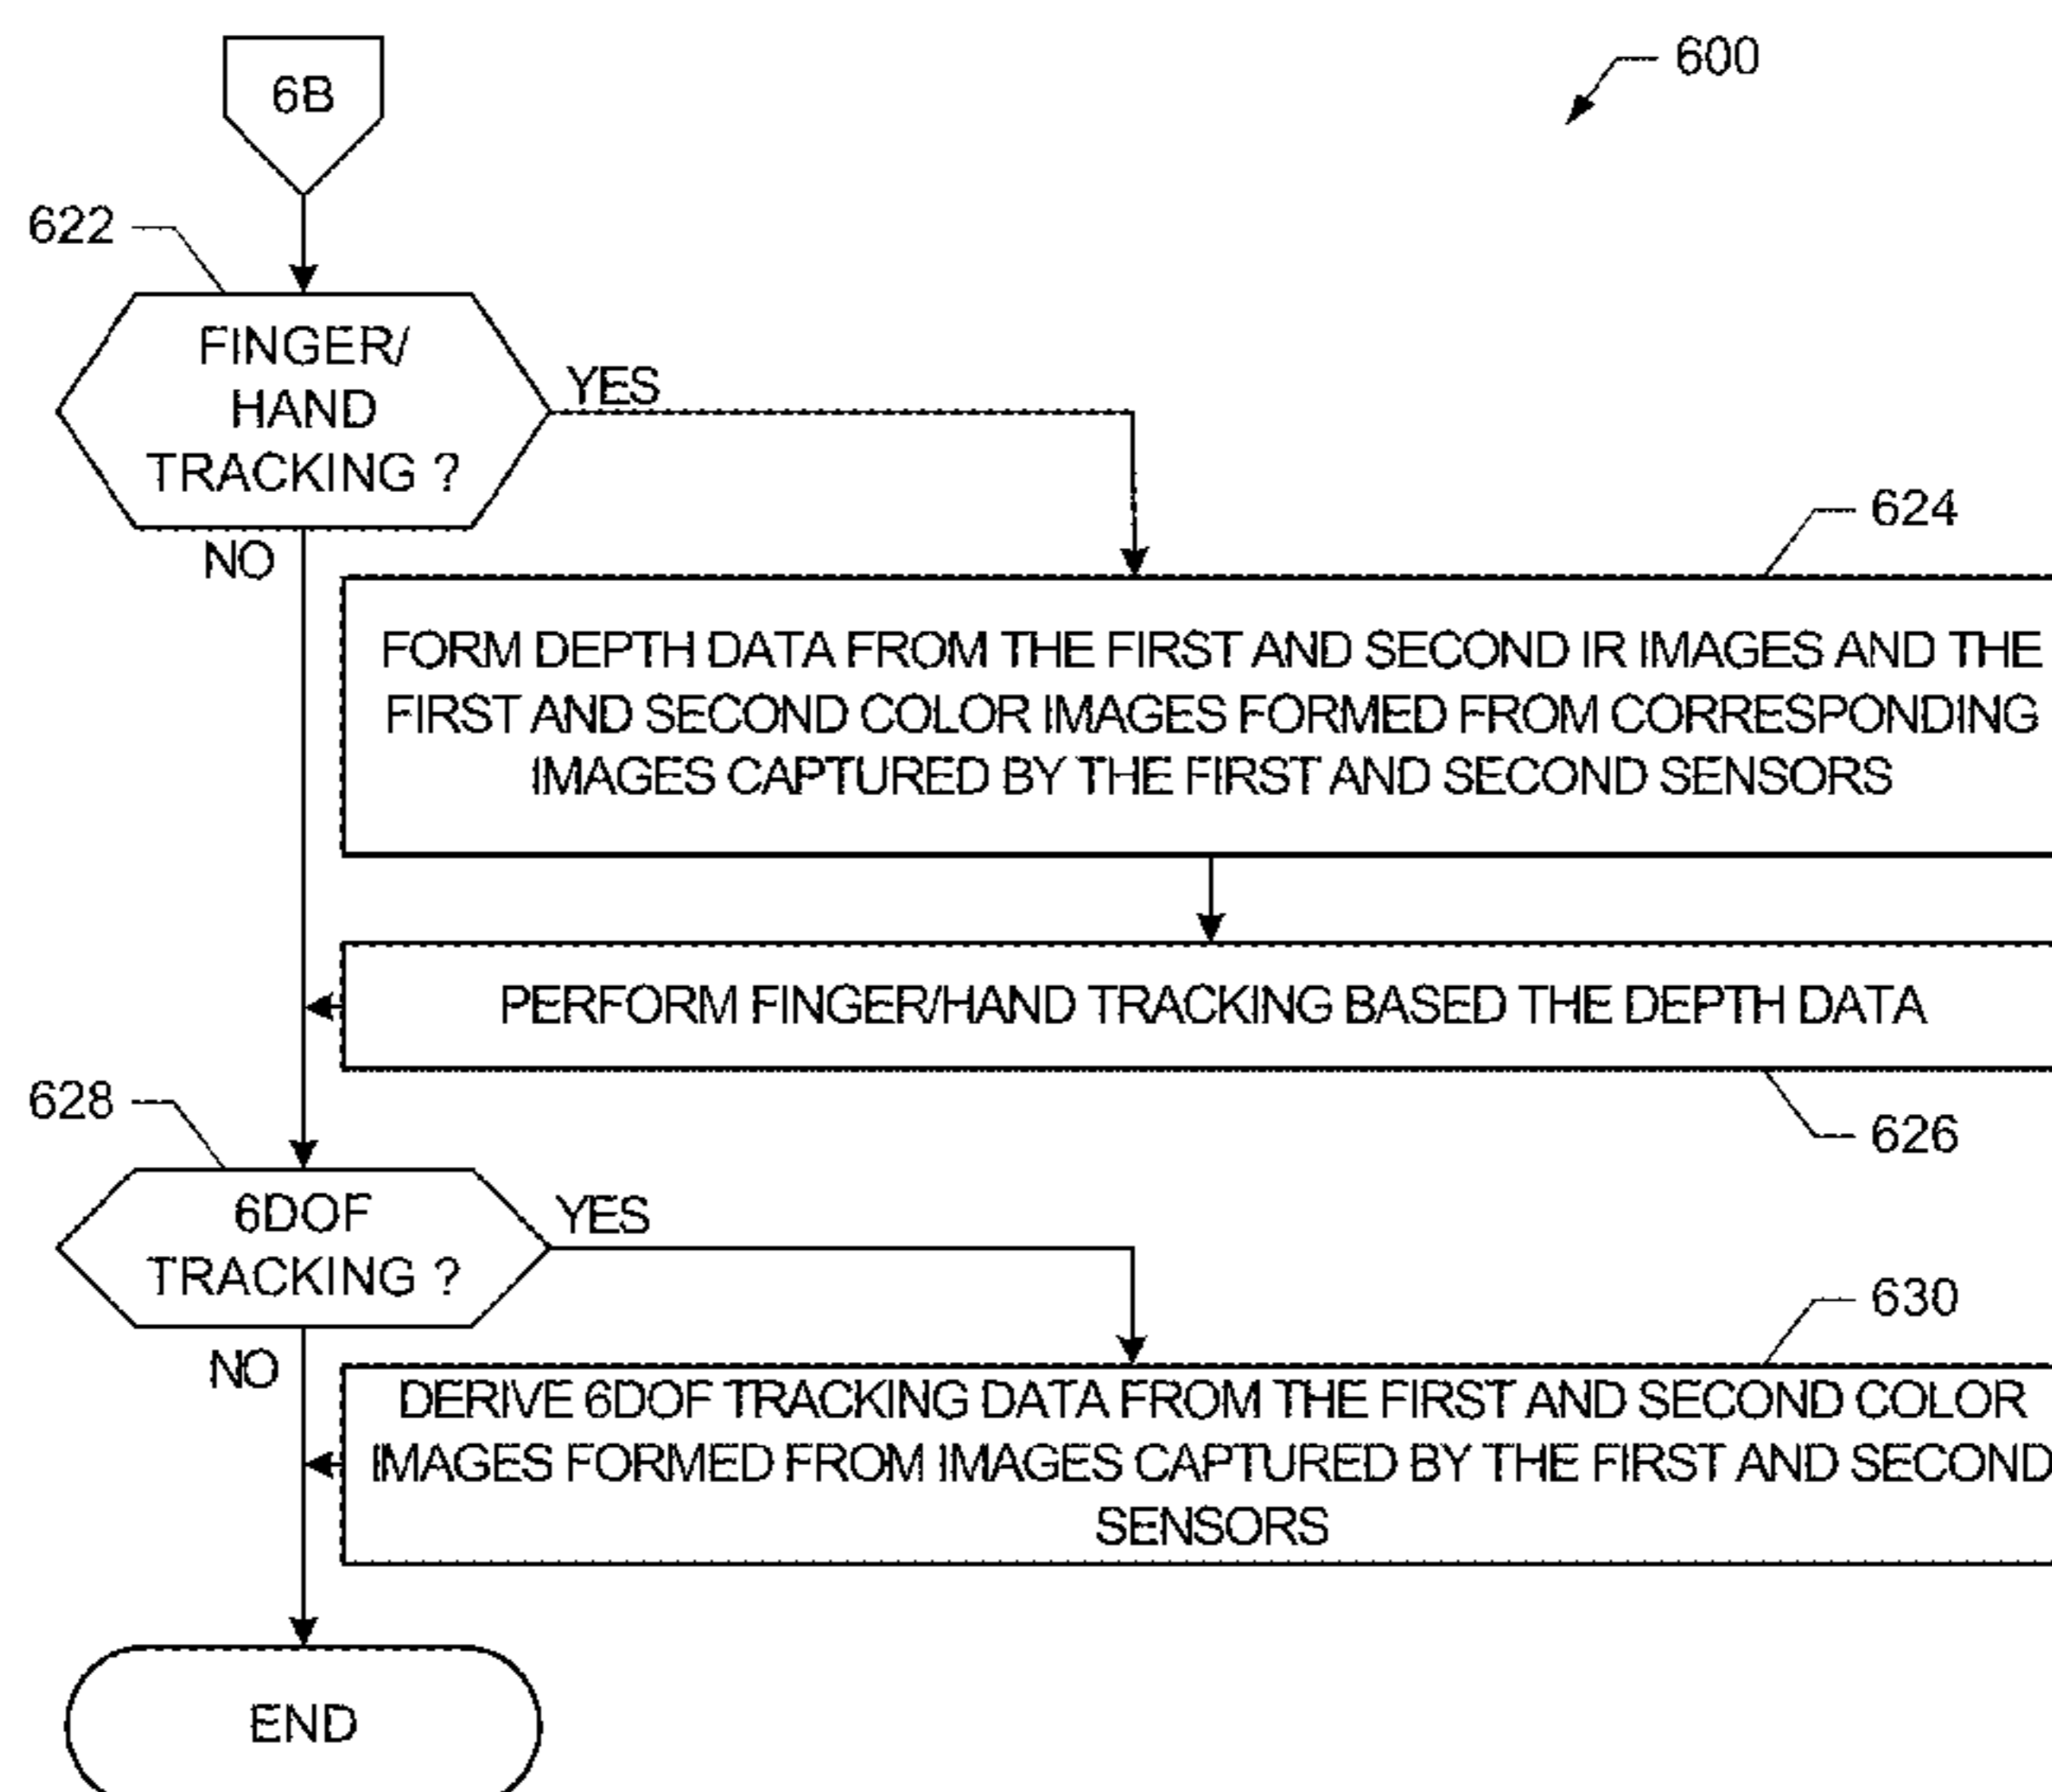 6B
600
622
FINGER/
HAND
TRACKING ?
YES
NO
624
FORM DEPTH DATA FROM THE FIRST AND SECOND IR IMAGES AND THE
FIRST AND SECOND COLOR IMAGES FORMED FROM CORRESPONDING
IMAGES CAPTURED BY THE FIRST AND SECOND SENSORS
PERFORM FINGER/HAND TRACKING BASED THE DEPTH DATA
626
628
6DOF
TRACKING ?
YES
NO
630
DERIVE 6DOF TRACKING DATA FROM THE FIRST AND SECOND COLOR
IMAGES FORMED FROM IMAGES CAPTURED BY THE FIRST AND SECOND
SENSORS
END